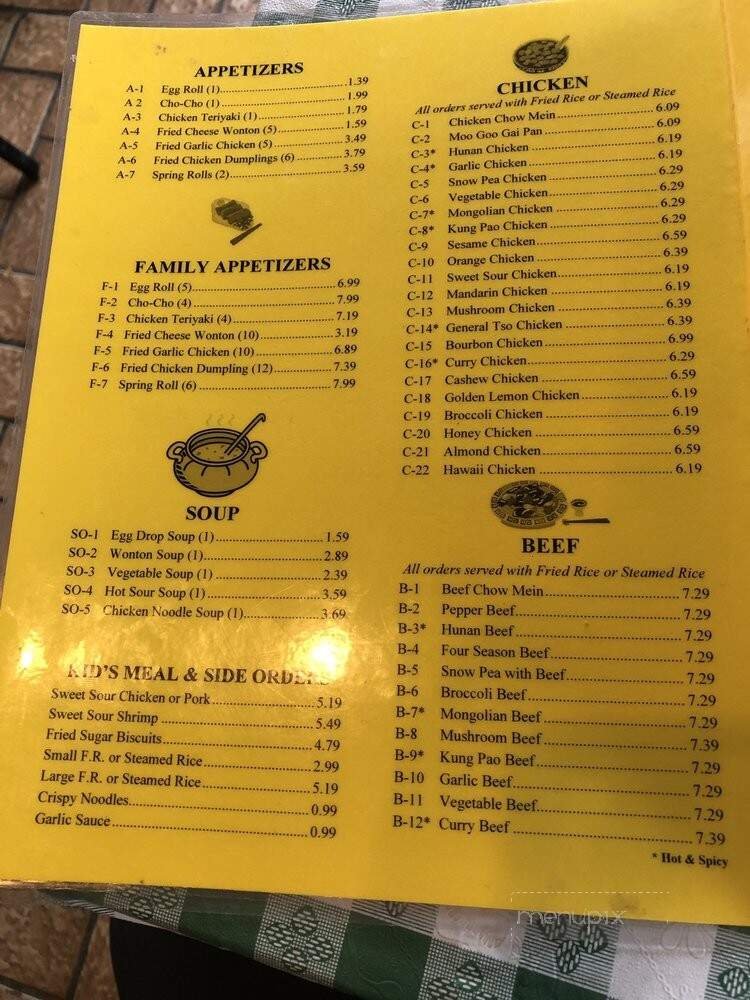 APPETIZERS
A-1 Egg Roll (1)..........1.39
A 2 Cho-Cho (1)..........1.99
A-3 Chicken Teriyaki (1)..........1.79
A-4 Fried Cheese Wonton (5)..........1.59
A-5 Fried Garlic Chicken (5)..........3.49
A-6 Fried Chicken Dumplings (6)..........3.79
A-7 Spring Rolls (2)..........3.59
FAMILY APPETIZERS
F-1 Egg Roll (5)..........6.99
F-2 Cho-Cho (4)..........7.99
F-3 Chicken Teriyaki (4)..........7.19
F-4 Fried Cheese Wonton (10)..........3.19
F-5 Fried Garlic Chicken (10)..........6.89
F-6 Fried Chicken Dumpling (12)..........7.39
F-7 Spring Roll (6)..........7.99
SOUP
SO-1 Egg Drop Soup (1)..........1.59
SO-2 Wonton Soup (1)..........2.89
SO-3 Vegetable Soup (1)..........2.39
SO-4 Hot Sour Soup (1)..........3.59
SO-5 Chicken Noodle Soup (1)..........3.69
KID'S MEAL & SIDE ORDERS
Sweet Sour Chicken or Pork..........5.19
Sweet Sour Shrimp..........5.49
Fried Sugar Biscuits..........4.79
Small F.R. or Steamed Rice..........2.99
Large F.R. or Steamed Rice..........5.19
Crispy Noodles..........0.99
Garlic Sauce..........0.99
CHICKEN
All orders served with Fried Rice or Steamed Rice
C-1 Chicken Chow Mein..........6.09
C-2 Moo Goo Gai Pan..........6.09
C-3* Hunan Chicken..........6.19
C-4* Garlic Chicken..........6.19
C-5 Snow Pea Chicken..........6.29
C-6 Vegetable Chicken..........6.29
C-7* Mongolian Chicken..........6.29
C-8* Kung Pao Chicken..........6.29
C-9 Sesame Chicken..........6.59
C-10 Orange Chicken..........6.39
C-11 Sweet Sour Chicken..........6.19
C-12 Mandarin Chicken..........6.19
C-13 Mushroom Chicken..........6.39
C-14* General Tso Chicken..........6.39
C-15 Bourbon Chicken..........6.99
C-16* Curry Chicken..........6.29
C-17 Cashew Chicken..........6.59
C-18 Golden Lemon Chicken..........6.19
C-19 Broccoli Chicken..........6.19
C-20 Honey Chicken..........6.59
C-21 Almond Chicken..........6.59
C-22 Hawaii Chicken..........6.19
BEEF
All orders served with Fried Rice or Steamed Rice
B-1 Beef Chow Mein..........7.29
B-2 Pepper Beef..........7.29
B-3* Hunan Beef..........7.29
B-4 Four Season Beef..........7.29
B-5 Snow Pea with Beef..........7.29
B-6 Broccoli Beef..........7.29
B-7* Mongolian Beef..........7.29
B-8 Mushroom Beef..........7.39
B-9* Kung Pao Beef..........7.29
B-10 Garlic Beef..........7.29
B-11 Vegetable Beef..........7.29
B-12* Curry Beef..........7.39
* Hot & Spicy
menupix